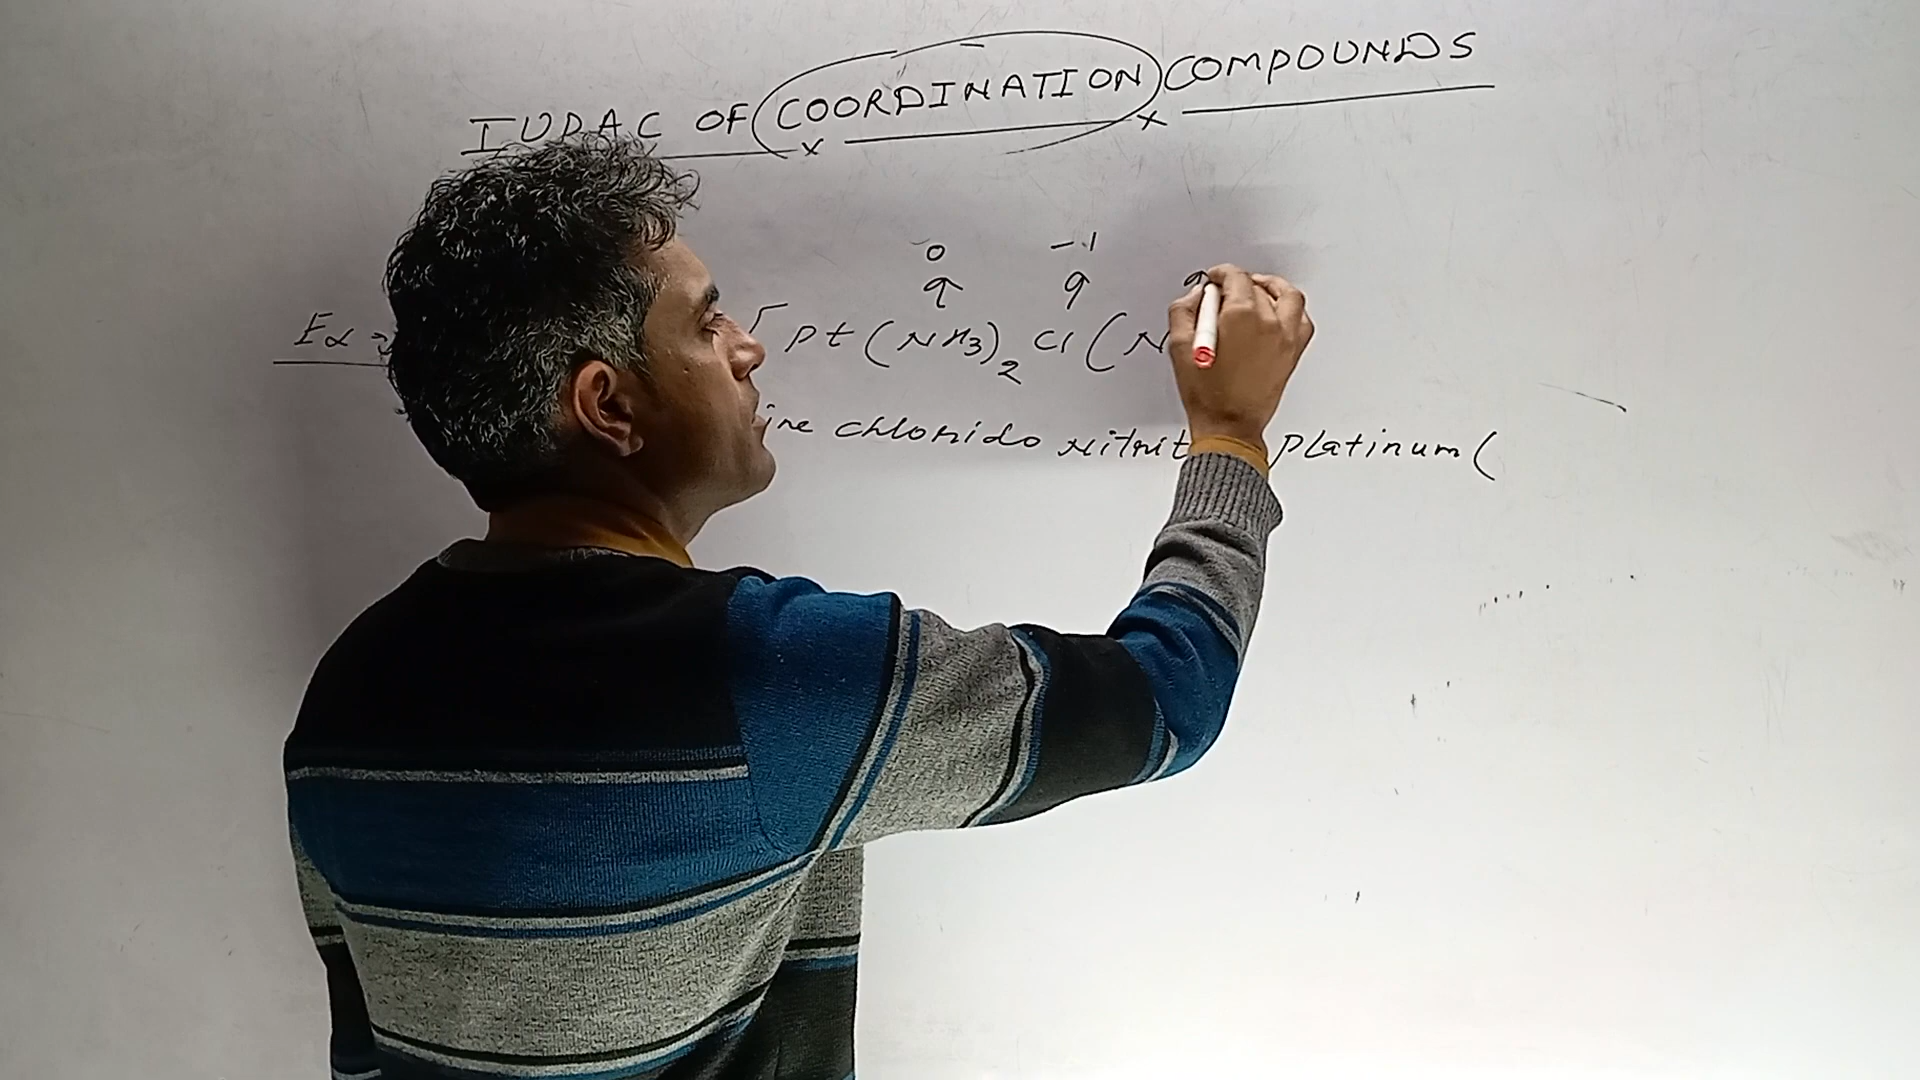 IUPAC OF COORDINATION COMPOUNDS
0 -1
Ex [Pt(NH3)2 Cl(N
ine chlorido Nitrit Platinum(